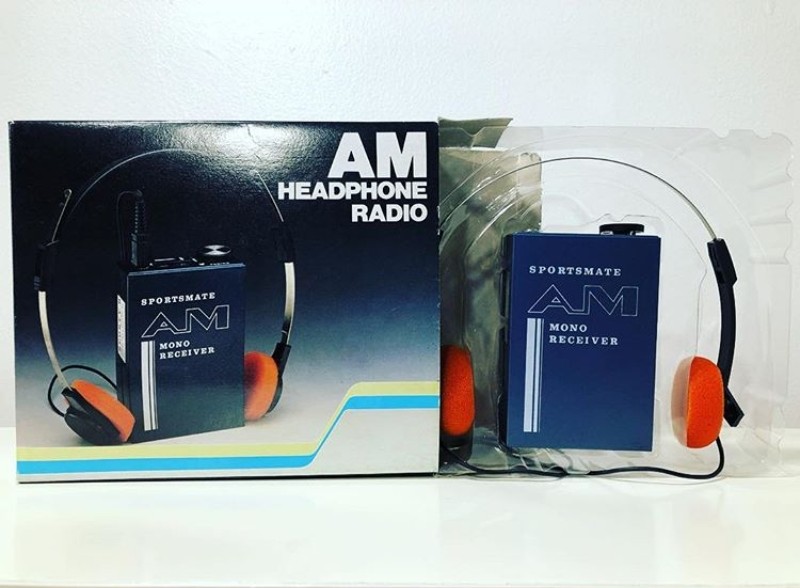 AM
HEADPHONE
RADIO
SPORTSMATE
AM
MONO
RECEIVER
SPORTSMATE
AM
MONO
RECEIVER